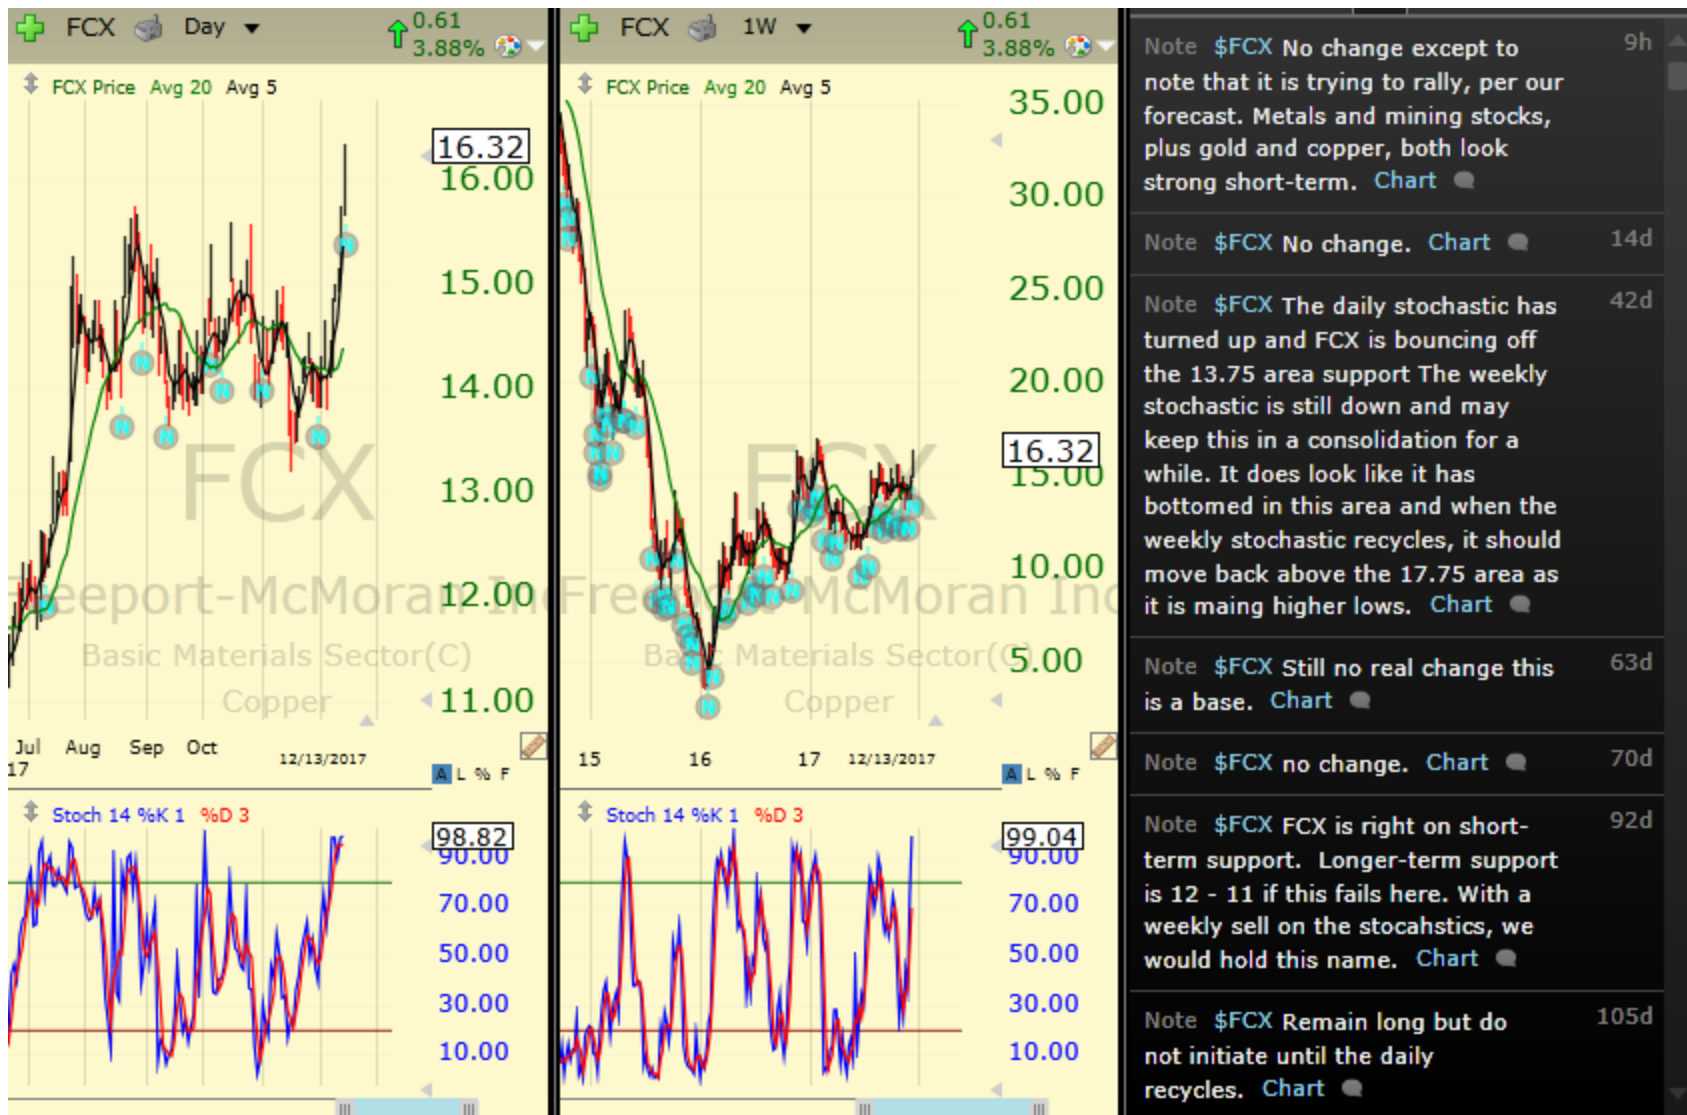 FCX Day 0.61
3.88%
FCX Price Avg 20 Avg 5
16.32
16.00
15.00
14.00
13.00
12.00
11.00
FCX
Freeport-McMoran Inc
Basic Materials Sector(C)
Copper
Jul Aug Sep Oct
17 12/13/2017
A L % F
Stoch 14 %K 1 %D 3
98.82
90.00
70.00
50.00
30.00
10.00
FCX 1W 0.61
3.88%
FCX Price Avg 20 Avg 5
35.00
30.00
25.00
20.00
16.32
15.00
10.00
5.00
FCX
Freeport-McMoran Inc
Basic Materials Sector(C)
Copper
15 16 17 12/13/2017
A L % F
Stoch 14 %K 1 %D 3
99.04
90.00
70.00
50.00
30.00
10.00
Note $FCX No change except to 9h
note that it is trying to rally, per our
forecast. Metals and mining stocks,
plus gold and copper, both look
strong short-term. Chart
Note $FCX No change. Chart 14d
Note $FCX The daily stochastic has 42d
turned up and FCX is bouncing off
the 13.75 area support The weekly
stochastic is still down and may
keep this in a consolidation for a
while. It does look like it has
bottomed in this area and when the
weekly stochastic recycles, it should
move back above the 17.75 area as
it is maing higher lows. Chart
Note $FCX Still no real change this 63d
is a base. Chart
Note $FCX no change. Chart 70d
Note $FCX FCX is right on short- 92d
term support. Longer-term support
is 12 - 11 if this fails here. With a
weekly sell on the stocahstics, we
would hold this name. Chart
Note $FCX Remain long but do 105d
not initiate until the daily
recycles. Chart